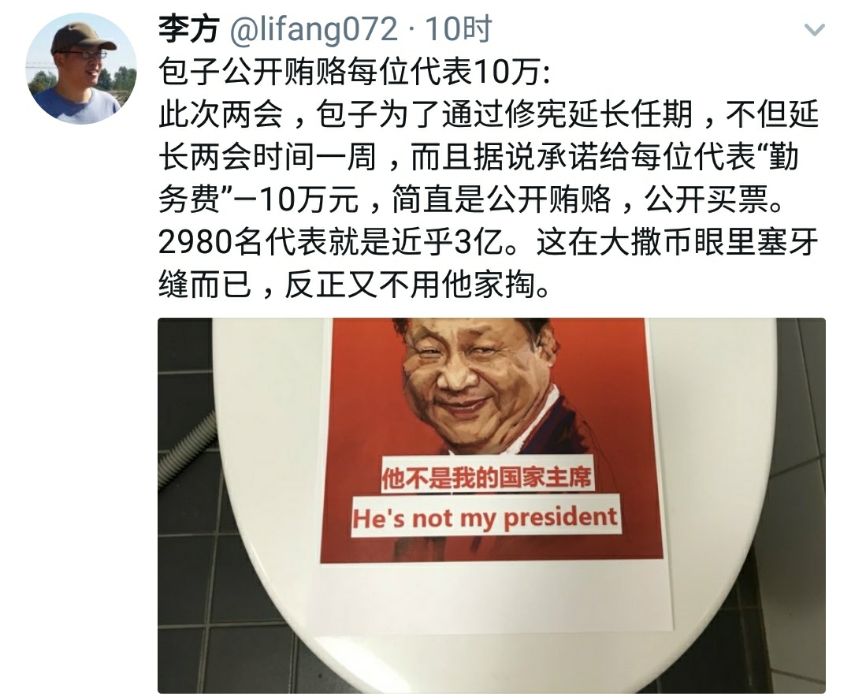 李方 @lifang072 · 10时
包子公开贿赂每位代表10万:
此次两会，包子为了通过修宪延长任期，不但延
长两会时间一周，而且据说承诺给每位代表“勤
务费”—10万元，简直是公开贿赂，公开买票。
2980名代表就是近乎3亿。这在大撒币眼里塞牙
缝而已，反正又不用他家掏。
他不是我的国家主席
He's not my president